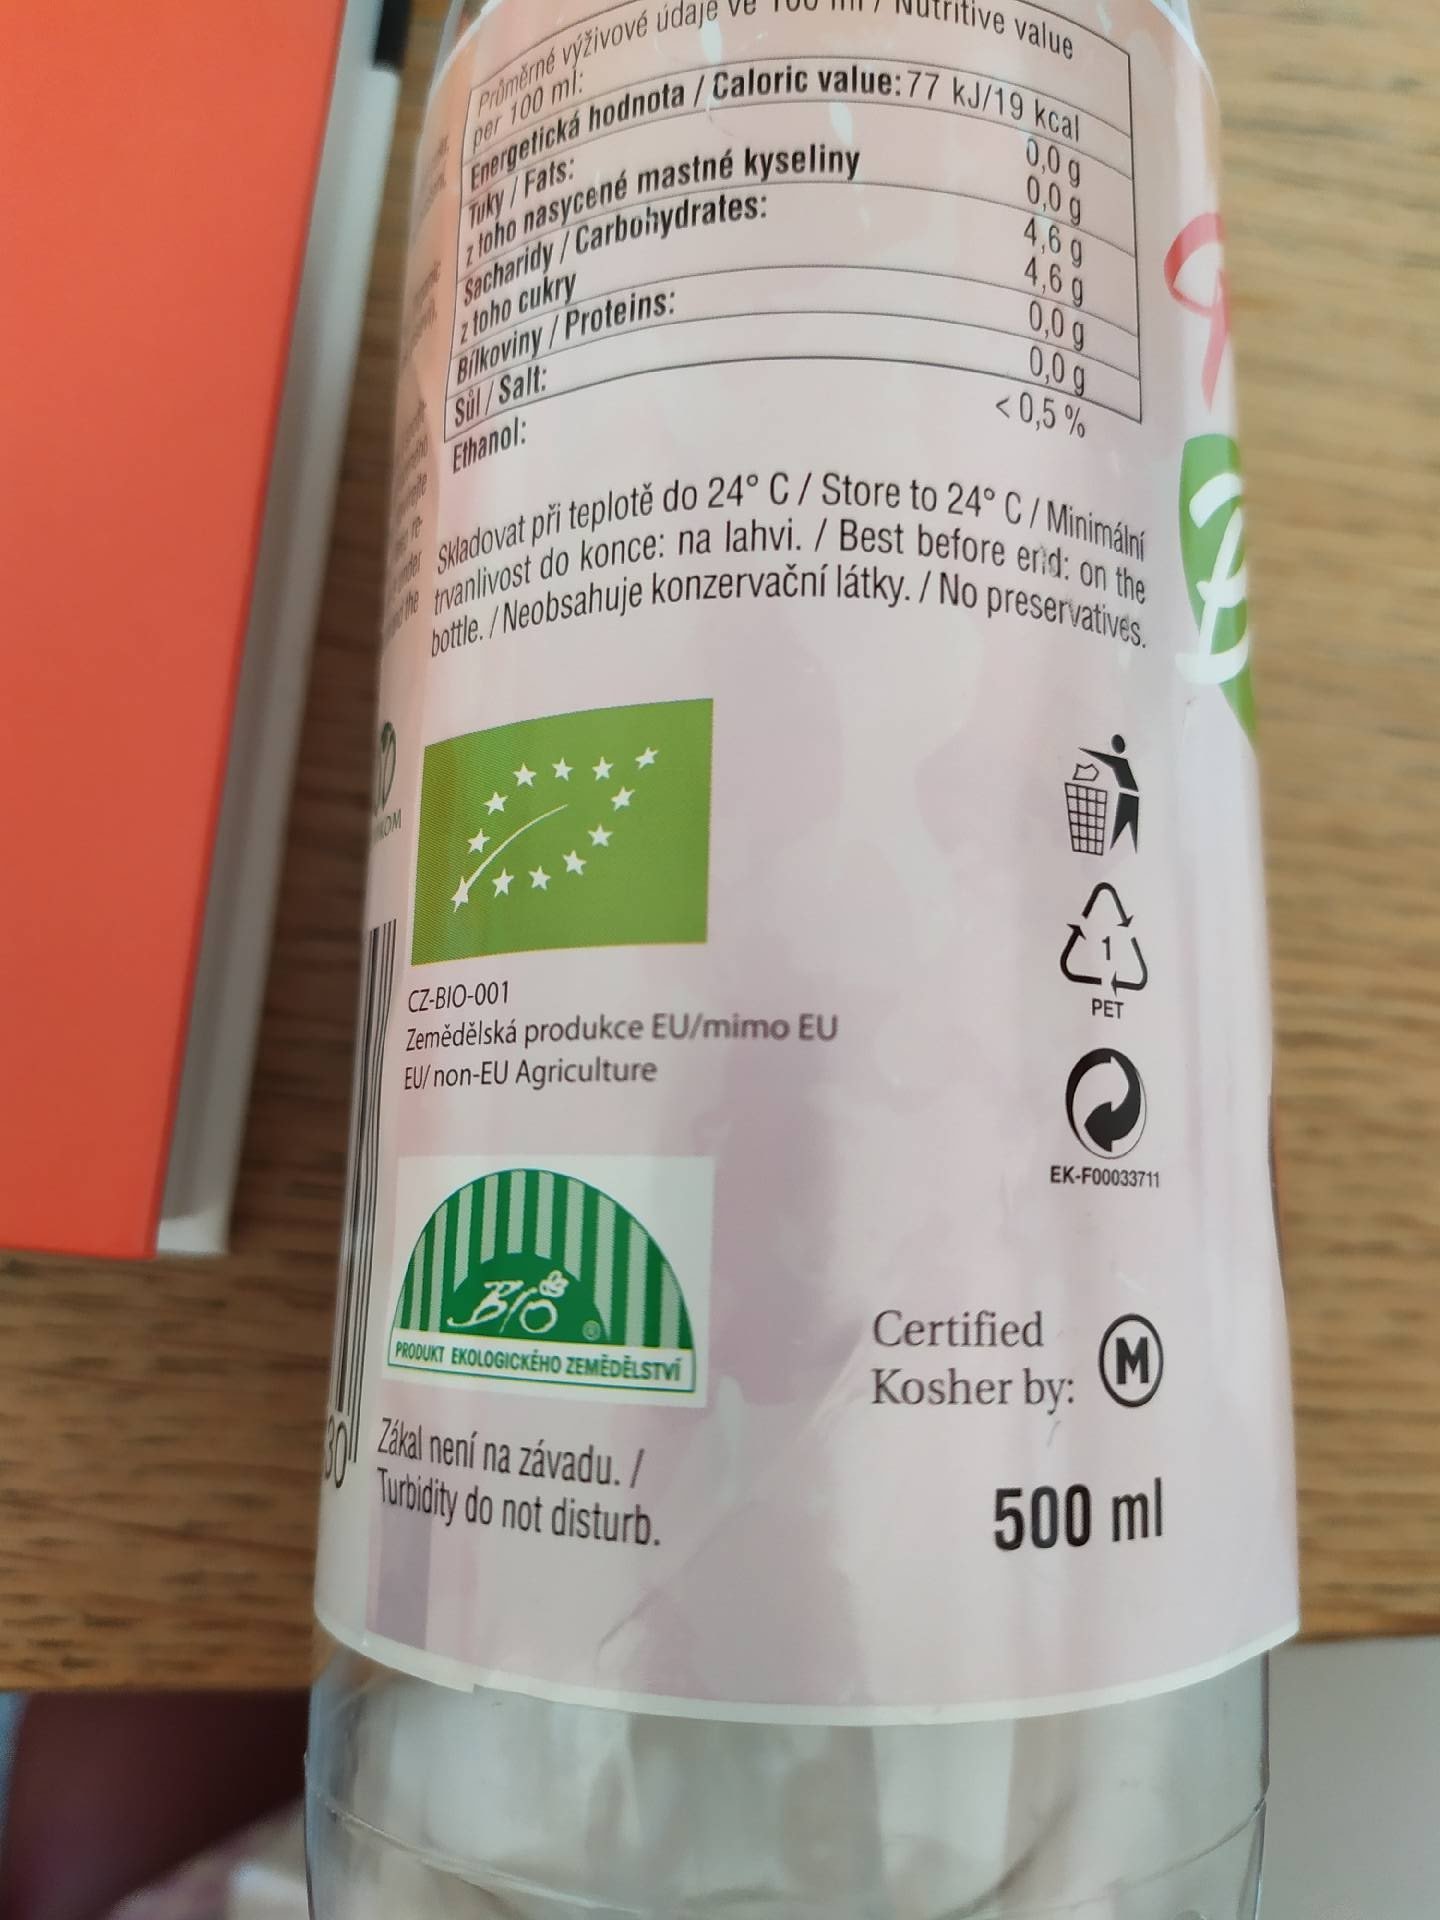 Průměrné výživové údaje ve 100 ml / Nutritive value
per 100 ml:
Energetická hodnota / Caloric value: 77 kJ/19 kcal
Tuky / Fats: 0,0 g
z toho nasycené mastné kyseliny 0,0 g
Sacharidy / Carbohydrates: 4,6 g
z toho cukry 4,6 g
Bílkoviny / Proteins: 0,0 g
Sůl / Salt: 0,0 g
Ethanol: < 0,5 %
Skladovat při teplotě do 24° C / Store to 24° C / Minimální
trvanlivost do konce: na lahvi. / Best before end: on the
bottle. / Neobsahuje konzervační látky. / No preservatives.
CZ-BIO-001
Zemědělská produkce EU/mimo EU
EU/ non-EU Agriculture
1
PET
EK-F00033711
BIO ®
PRODUKT EKOLOGICKÉHO ZEMĚDĚLSTVÍ
Certified
Kosher by: M
Zákal není na závadu. /
Turbidity do not disturb.
500 ml
30